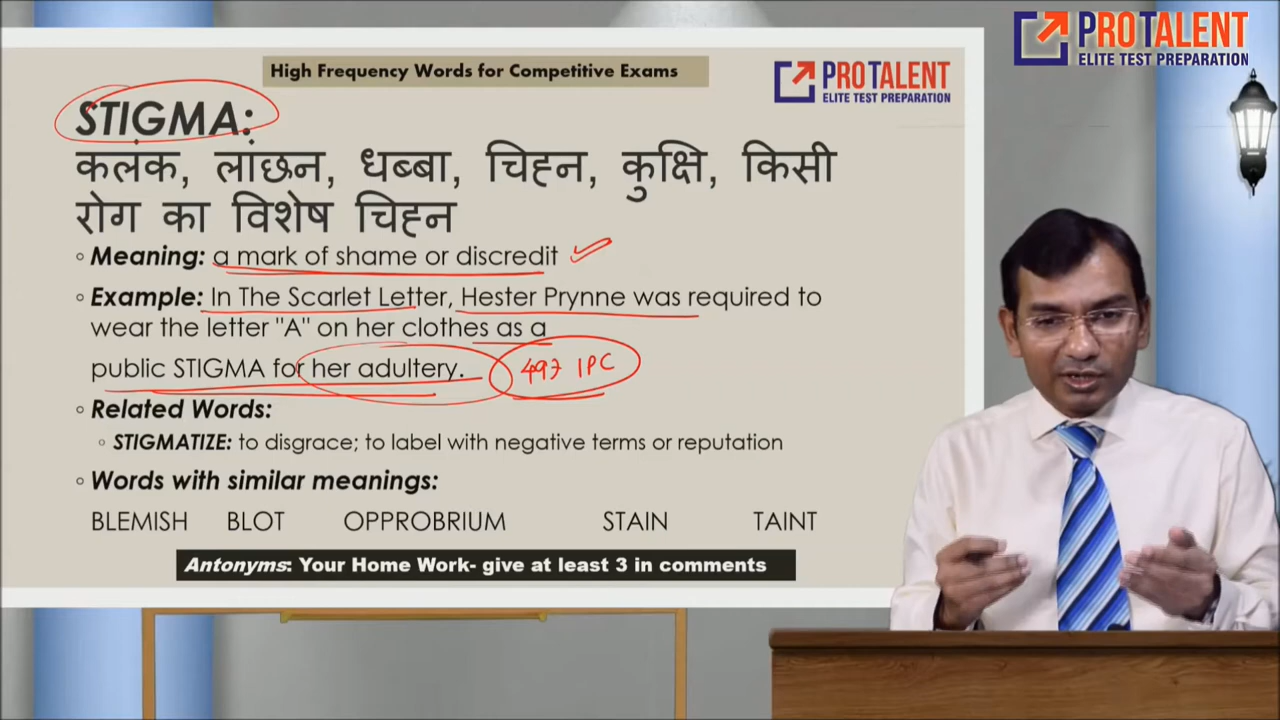 PRO TALENT
ELITE TEST PREPARATION
High Frequency Words for Competitive Exams
PRO TALENT
ELITE TEST PREPARATION
STIGMA:
कलंक, लांछन, धब्बा, चिह्न, कुक्षि, किसी
रोग का विशेष चिह्न
◦ Meaning: a mark of shame or discredit
◦ Example: In The Scarlet Letter, Hester Prynne was required to
wear the letter "A" on her clothes as a
public STIGMA for her adultery. 497 IPC
◦ Related Words:
◦ STIGMATIZE: to disgrace; to label with negative terms or reputation
◦ Words with similar meanings:
BLEMISH BLOT OPPROBRIUM STAIN TAINT
Antonyms: Your Home Work- give at least 3 in comments